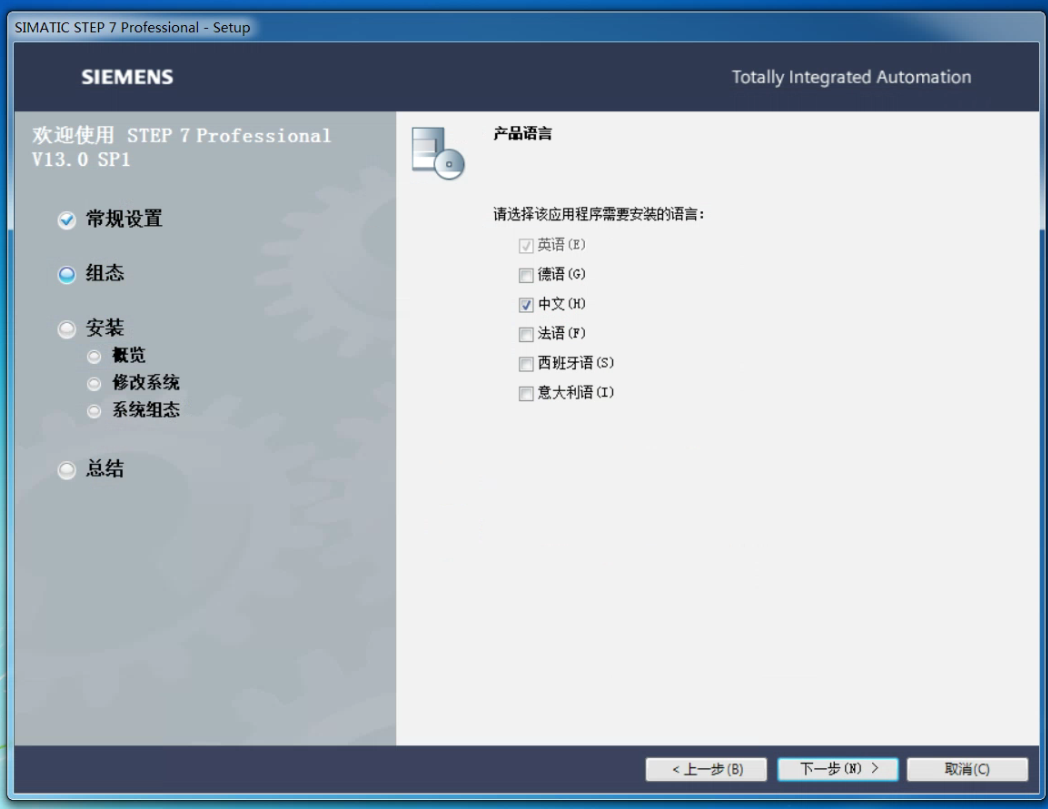 SIMATIC STEP 7 Professional - Setup
SIEMENS
Totally Integrated Automation
欢迎使用 STEP 7 Professional
V13.0 SP1
常规设置
组态
安装
概览
修改系统
系统组态
总结
产品语言
请选择该应用程序需要安装的语言:
英语(E)
德语(G)
中文(H)
法语(F)
西班牙语(S)
意大利语(I)
< 上一步(B)
下一步(N) >
取消(C)